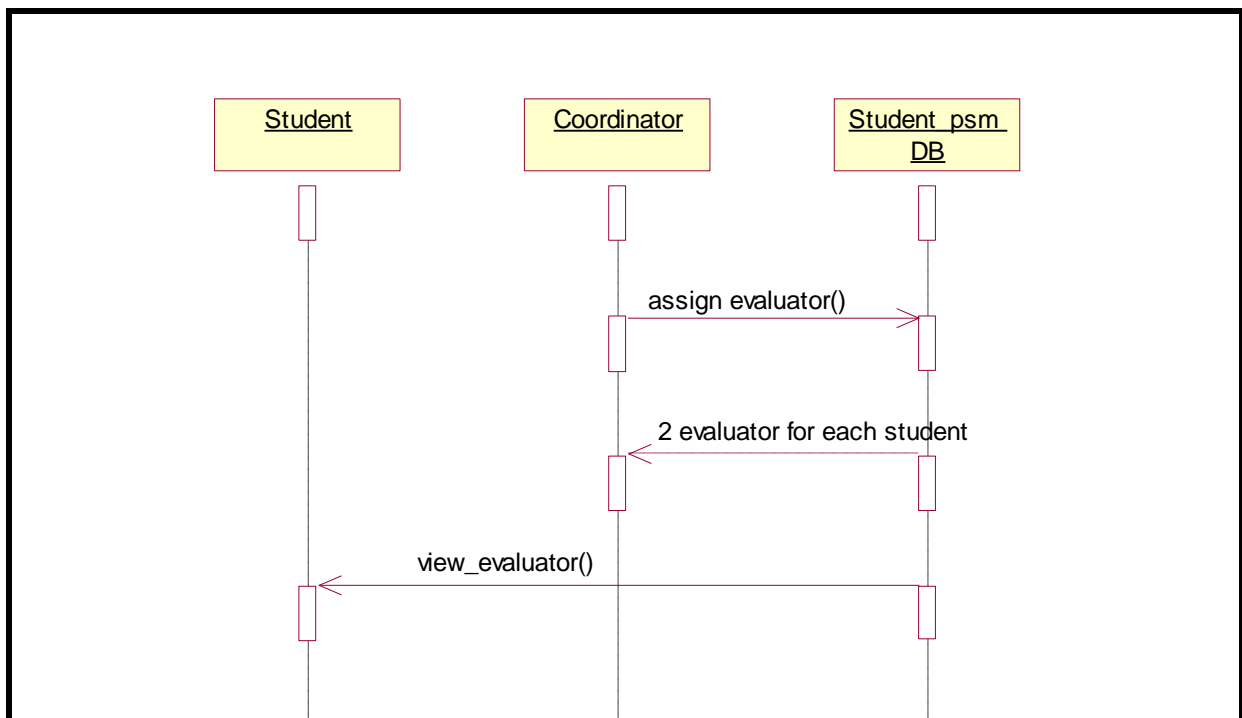 Student
Coordinator
Student_psm_
DB
assign evaluator()
2 evaluator for each student
view_evaluator()